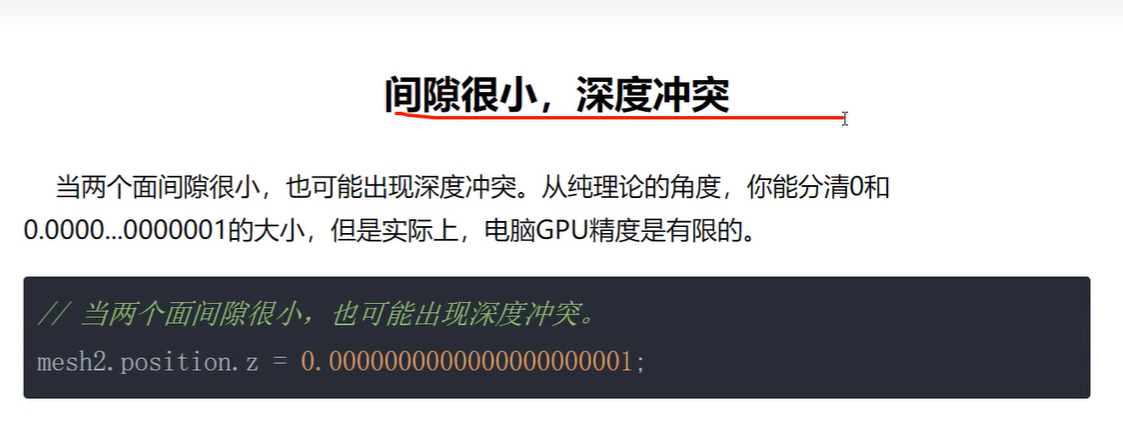 间隙很小，深度冲突
当两个面间隙很小，也可能出现深度冲突。从纯理论的角度，你能分清0和
0.0000...0000001的大小，但是实际上，电脑GPU精度是有限的。
// 当两个面间隙很小，也可能出现深度冲突。
mesh2.position.z = 0.00000000000000000000001;